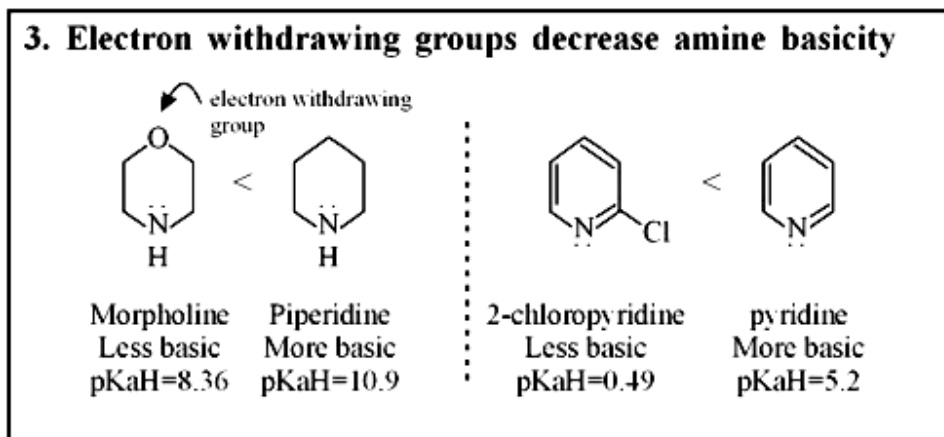 3. Electron withdrawing groups decrease amine basicity
electron withdrawing
group
O
N
H
<
N
H
N
Cl
<
N
Morpholine
Less basic
pKaH=8.36
Piperidine
More basic
pKaH=10.9
2-chloropyridine
Less basic
pKaH=0.49
pyridine
More basic
pKaH=5.2